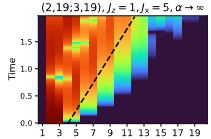 (2,19;3,19), J_z = 1, J_x = 5, α → ∞
Time
1.5
1.0
0.5
0.0
1 3 5 7 9 11 13 15 17 19